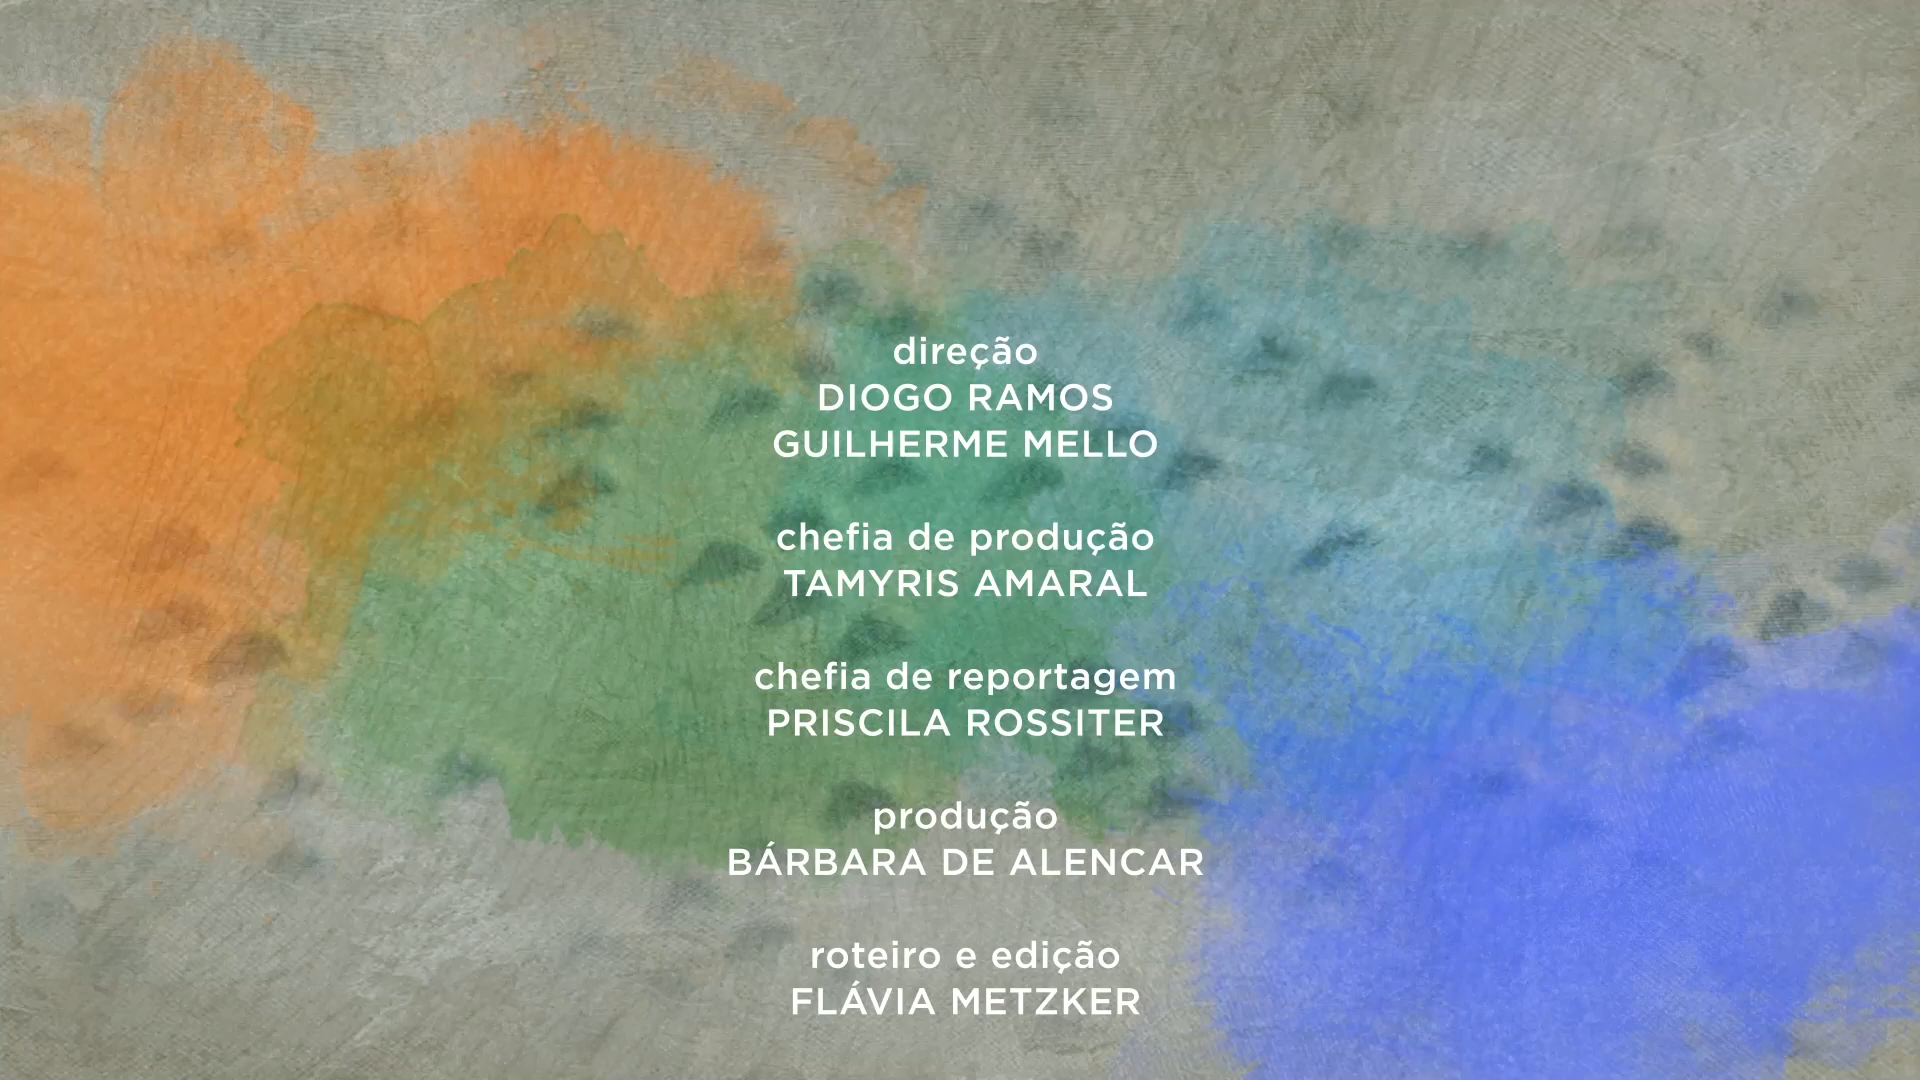 direção
DIOGO RAMOS
GUILHERME MELLO
chefia de produção
TAMYRIS AMARAL
chefia de reportagem
PRISCILA ROSSITER
produção
BÁRBARA DE ALENCAR
roteiro e edição
FLÁVIA METZKER